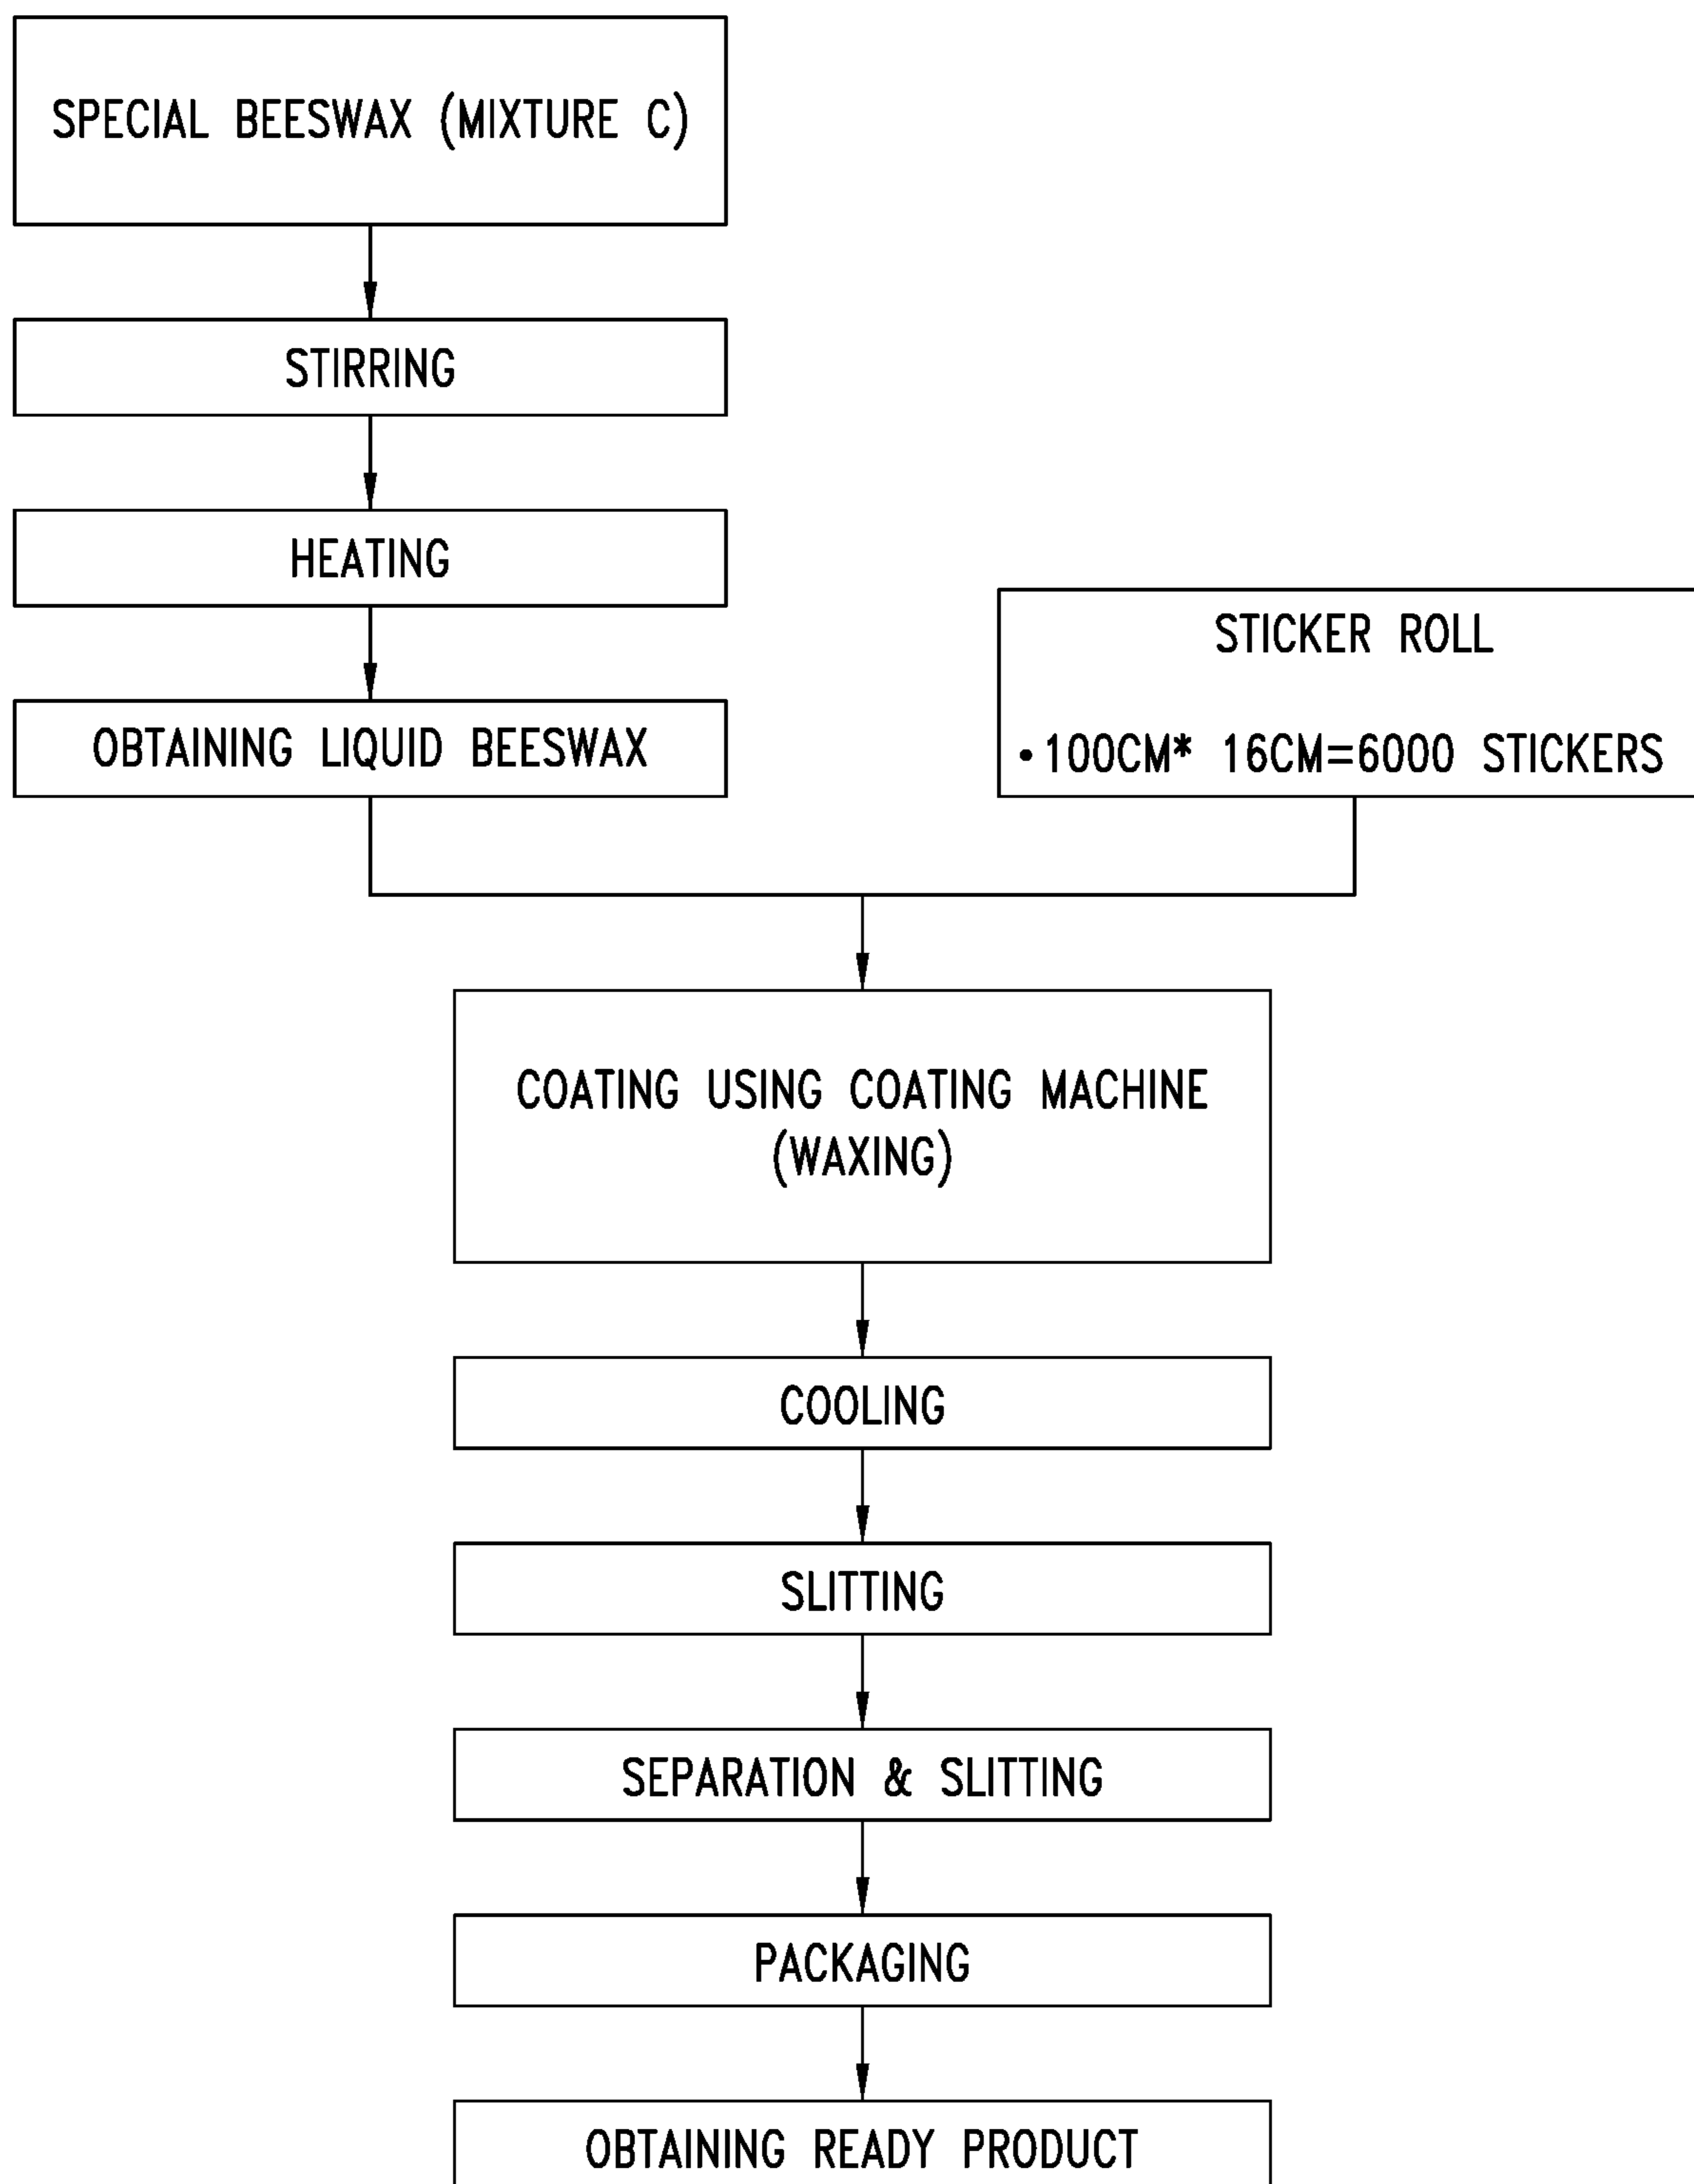 SPECIAL BEESWAX (MIXTURE C)
STIRRING
HEATING
OBTAINING LIQUID BEESWAX
STICKER ROLL
•100CM* 16CM=6000 STICKERS
COATING USING COATING MACHINE
(WAXING)
COOLING
SLITTING
SEPARATION & SLITTING
PACKAGING
OBTAINING READY PRODUCT